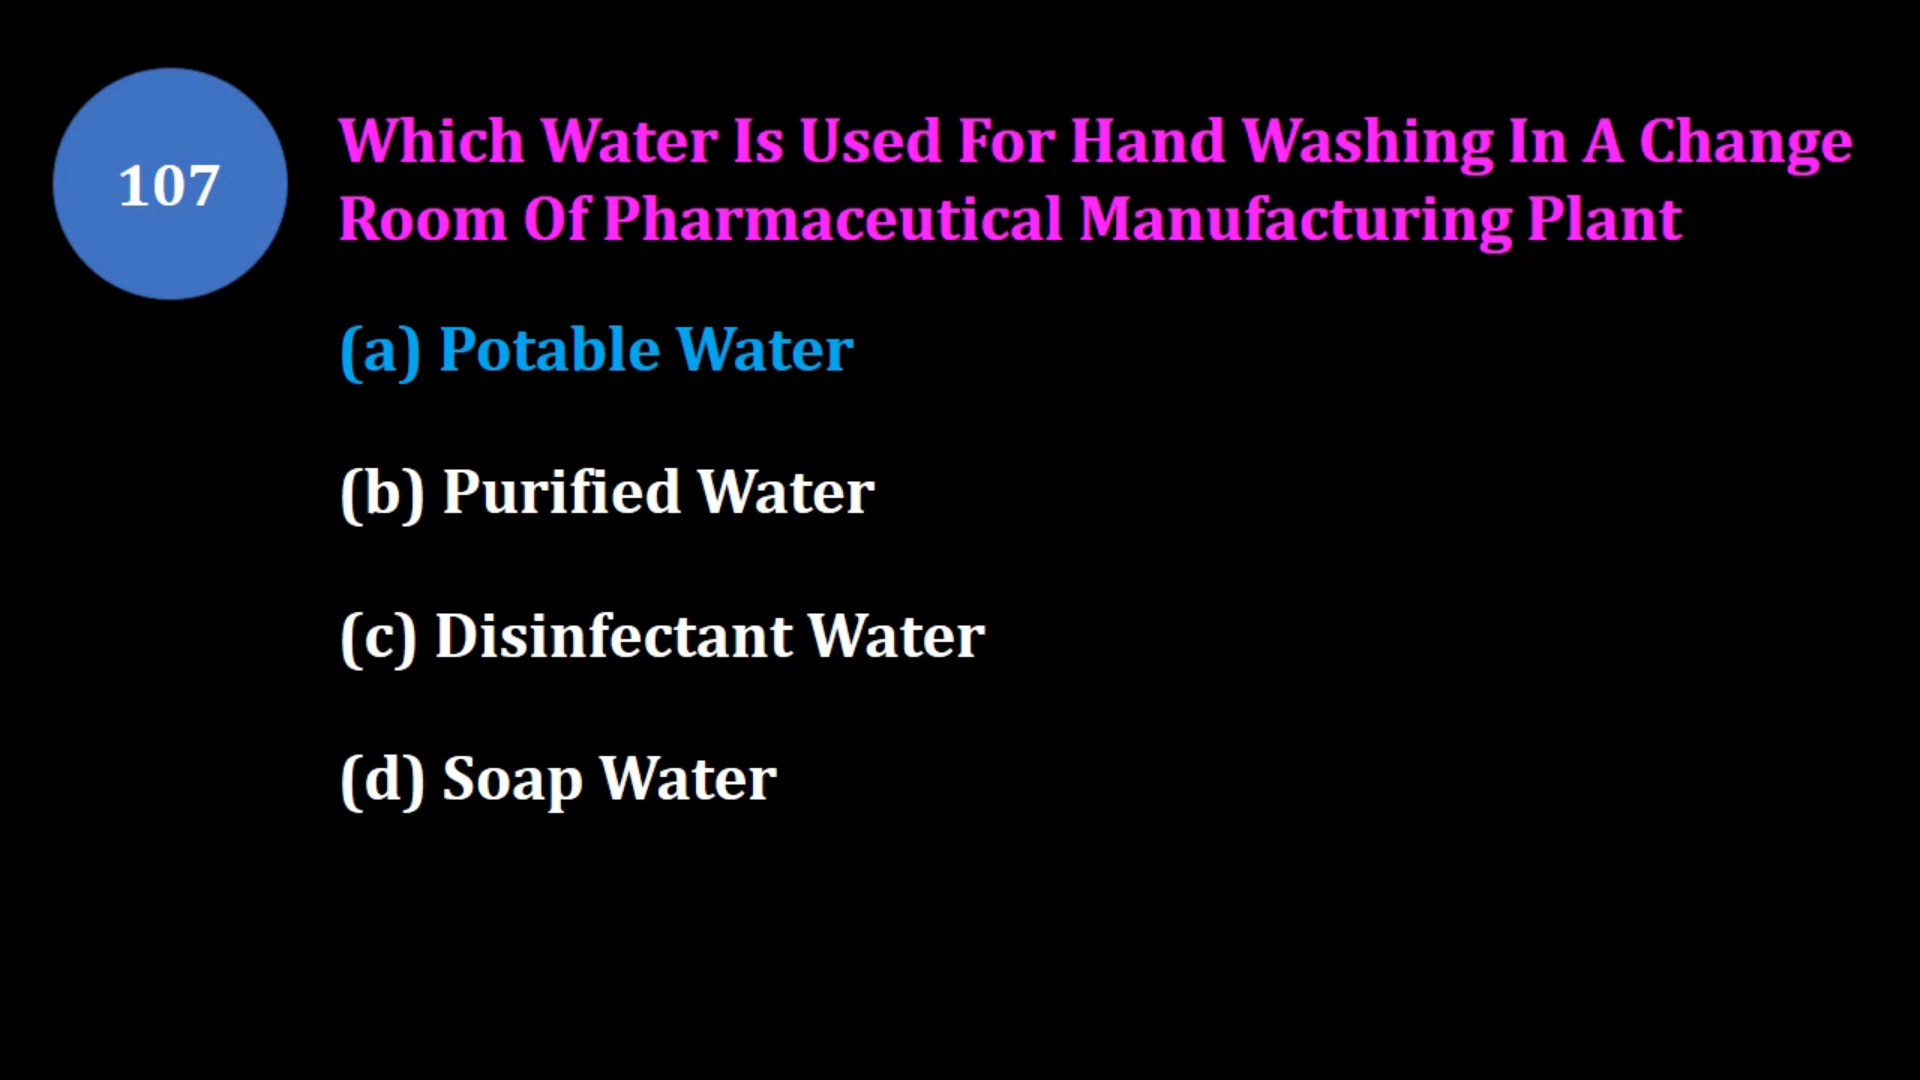 107
Which Water Is Used For Hand Washing In A Change
Room Of Pharmaceutical Manufacturing Plant
(a) Potable Water
(b) Purified Water
(c) Disinfectant Water
(d) Soap Water